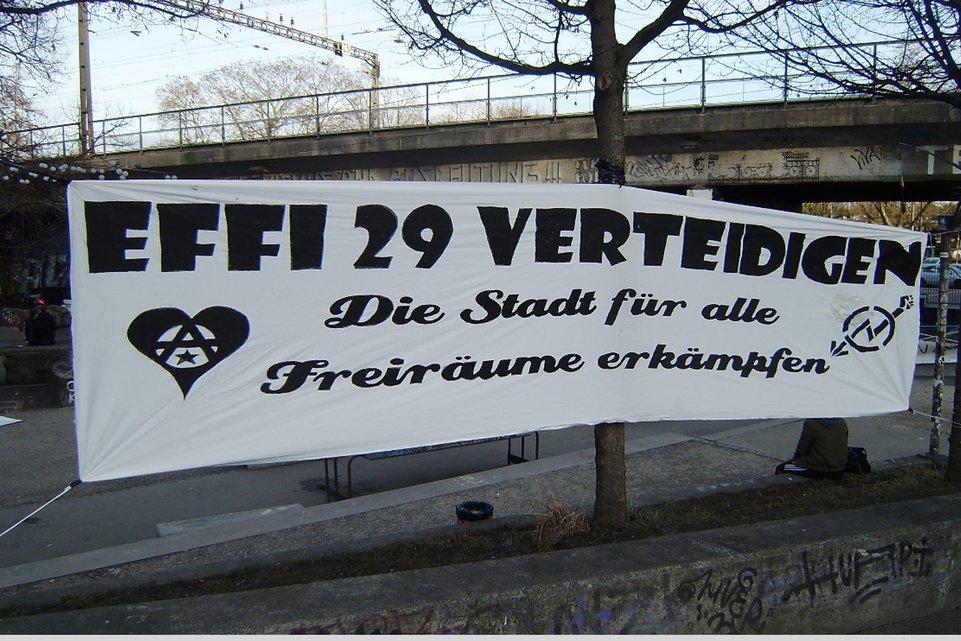 EFFI 29 VERTEIDIGEN
Die Stadt für alle
Freiräume erkämpfen